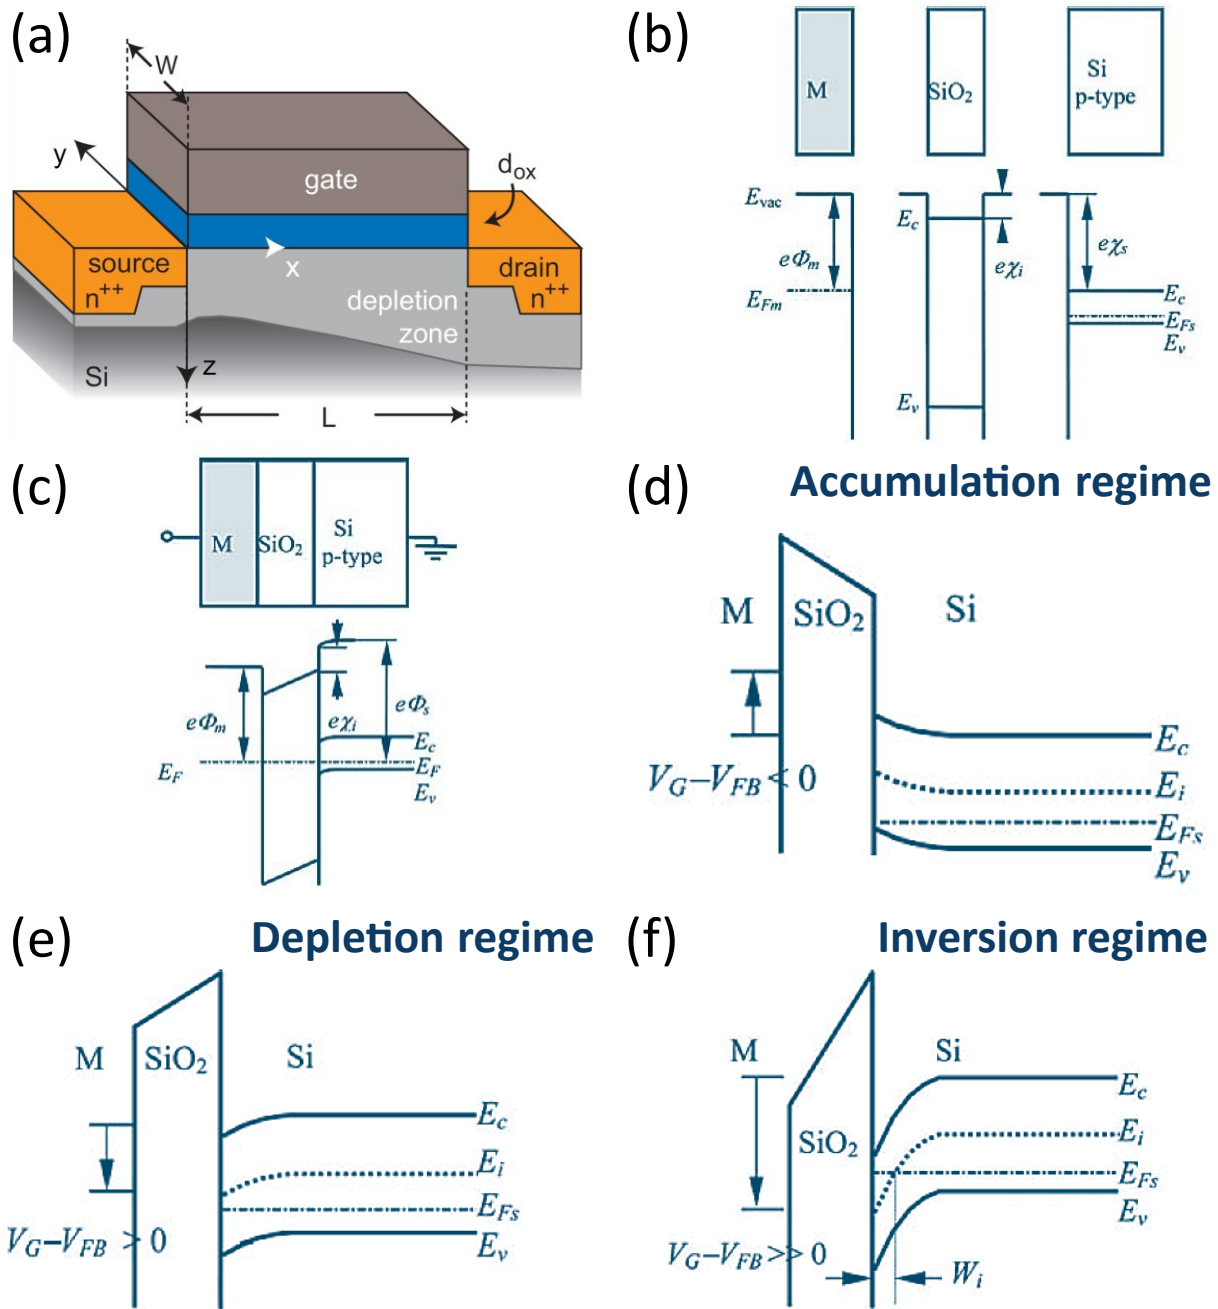 (a)
W
y
gate
d_ox
x
source
n⁺⁺
drain
n⁺⁺
depletion
zone
Si
z
L
(b)
M
SiO₂
Si
p-type
E_vac
E_c
eΦ_m
eχ_i
eχ_s
E_Fm
E_c
E_Fs
E_v
E_v
(c)
M
SiO₂
Si
p-type
eΦ_m
eχ_i
eΦ_s
E_c
E_F
E_F
E_v
(d)
Accumulation regime
M
SiO₂
Si
E_c
V_G–V_FB < 0
E_i
E_Fs
E_v
(e)
Depletion regime
M
SiO₂
Si
E_c
E_i
E_Fs
V_G–V_FB > 0
E_v
(f)
Inversion regime
M
Si
E_c
SiO₂
E_i
E_Fs
E_v
V_G–V_FB >> 0
W_i